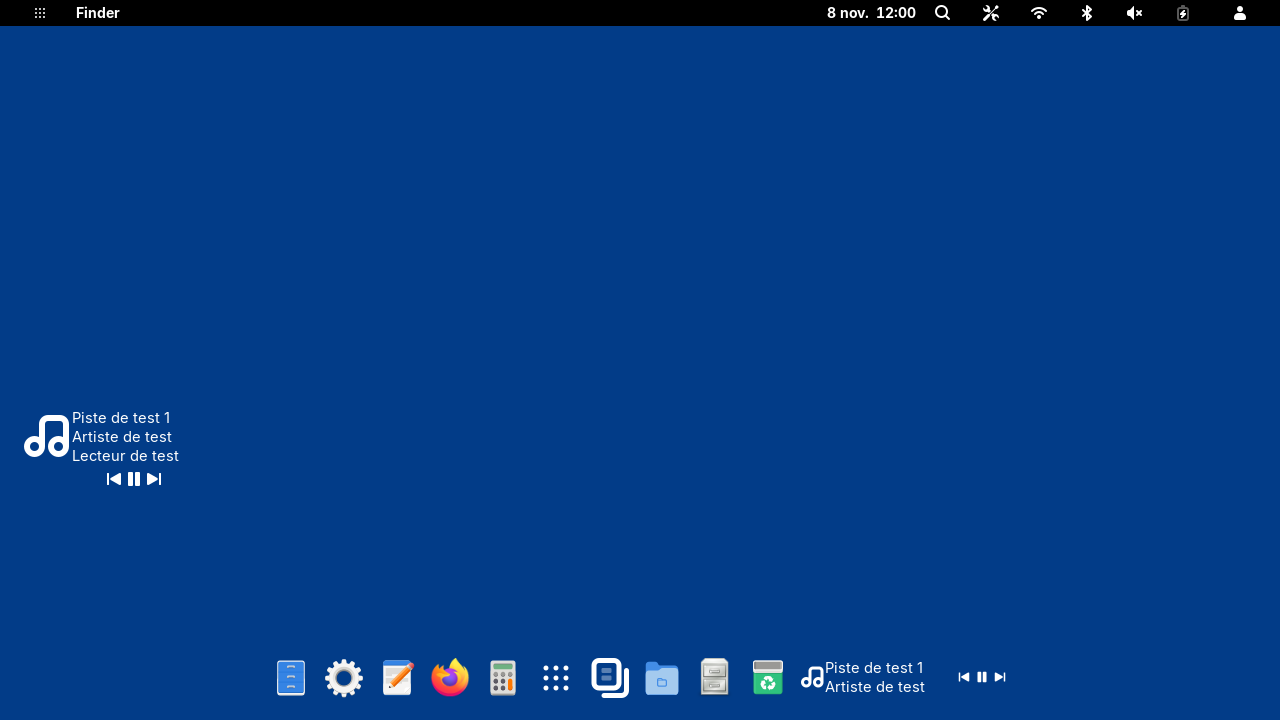 Finder
8 nov. 12:00
Piste de test 1
Artiste de test
Lecteur de test
Piste de test 1
Artiste de test